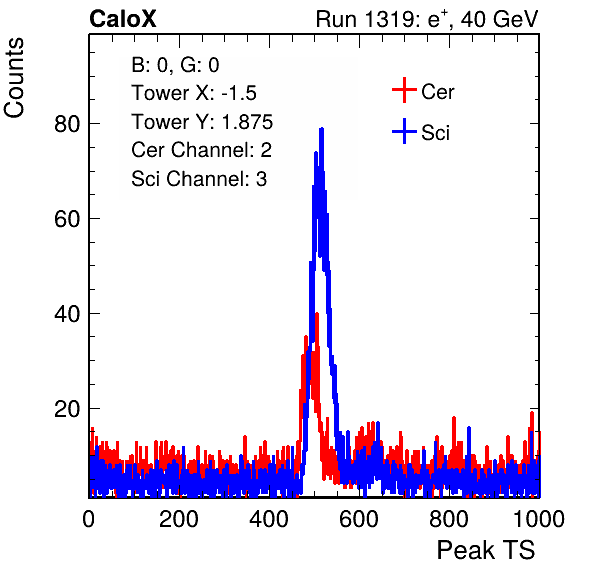 CaloX Run 1319: e⁺, 40 GeV
Counts
B: 0, G: 0
Tower X: -1.5
Tower Y: 1.875
Cer Channel: 2
Sci Channel: 3
Cer
Sci
80
60
40
20
0 200 400 600 800 1000
Peak TS